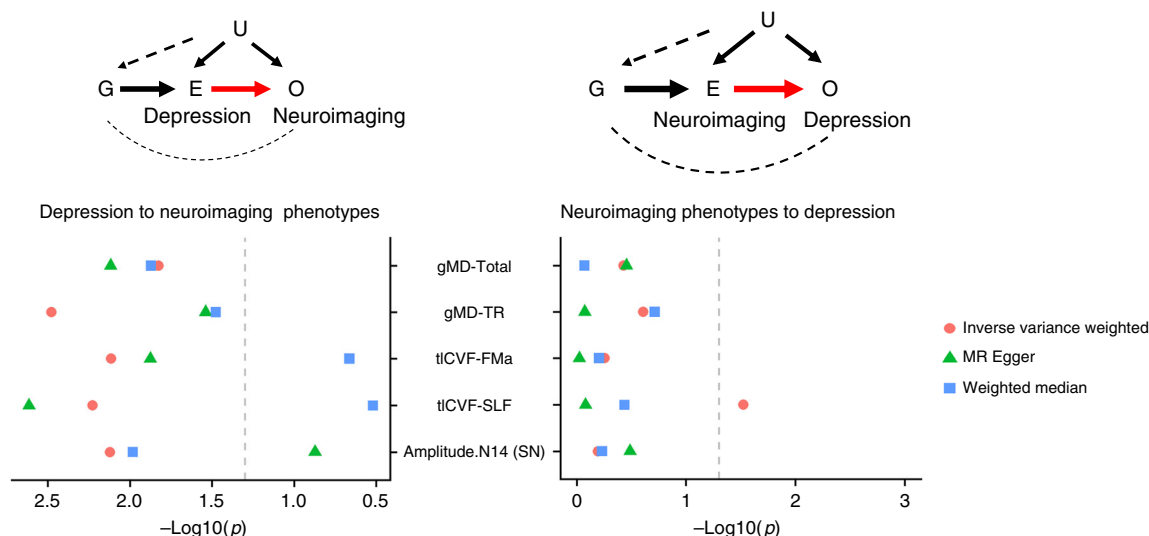 U
G E O
Depression Neuroimaging
U
G E O
Neuroimaging Depression
Depression to neuroimaging phenotypes
Neuroimaging phenotypes to depression
gMD-Total
gMD-TR
tlCVF-FMa
tlCVF-SLF
Amplitude.N14 (SN)
2.5 2.0 1.5 1.0 0.5
–Log10(p)
0 1 2 3
–Log10(p)
Inverse variance weighted
MR Egger
Weighted median